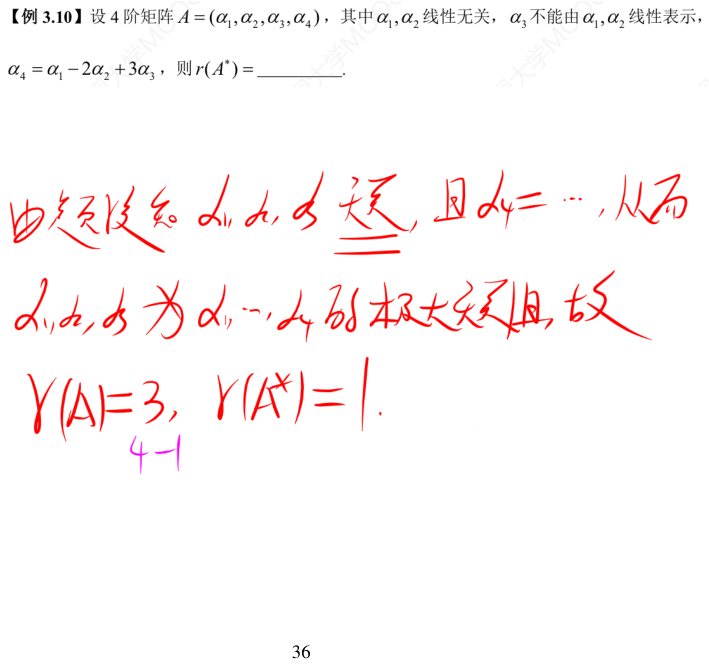 【例 3.10】设 4 阶矩阵 A = (α₁, α₂, α₃, α₄)，其中 α₁, α₂ 线性无关，α₃ 不能由 α₁, α₂ 线性表示，
α₄ = α₁ − 2α₂ + 3α₃，则 r(A*) = ________.
由题设知 α₁, α₂, α₃ 无关, 且 α₄ = …, 从而
α₁, α₂, α₃ 为 α₁, …, α₄ 的极大无关组, 故
r(A) = 3, r(A*) = 1.
4−1
36